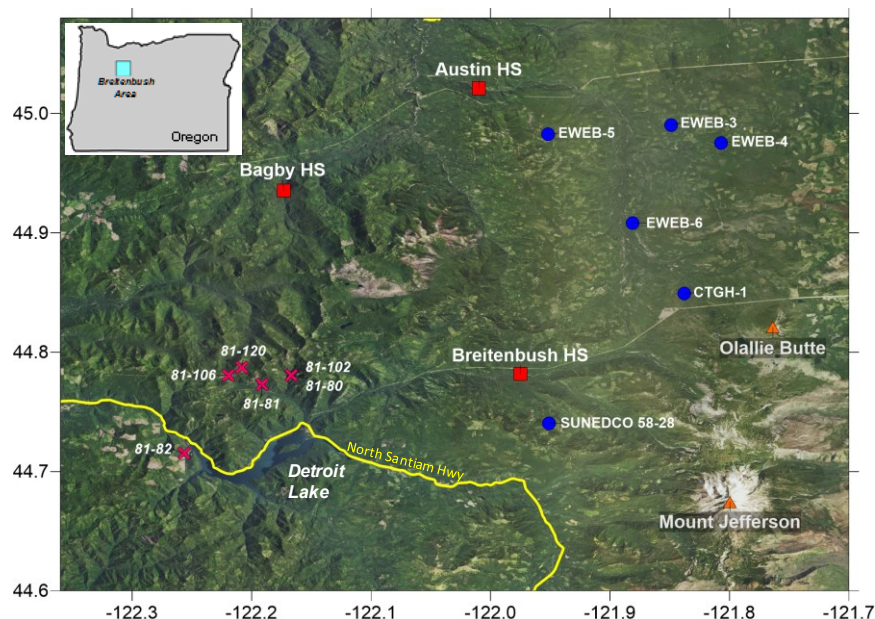 Breitenbush
Area
Oregon
Austin HS
EWEB-5
EWEB-3
EWEB-4
Bagby HS
EWEB-6
CTGH-1
Olallie Butte
81-120
81-106
81-102
81-80
81-81
Breitenbush HS
SUNEDCO 58-28
81-82
North Santiam Hwy
Detroit
Lake
Mount Jefferson
45.0
44.9
44.8
44.7
44.6
-122.3
-122.2
-122.1
-122.0
-121.9
-121.8
-121.7